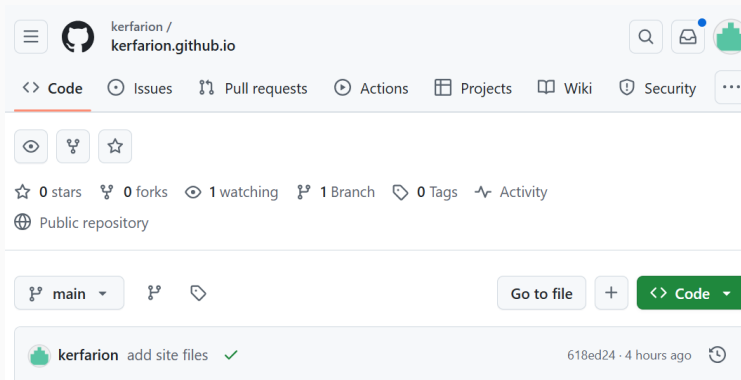 kerfarion /
kerfarion.github.io
Code Issues Pull requests Actions Projects Wiki Security
0 stars 0 forks 1 watching 1 Branch 0 Tags Activity
Public repository
main Go to file Code
kerfarion add site files 618ed24 · 4 hours ago